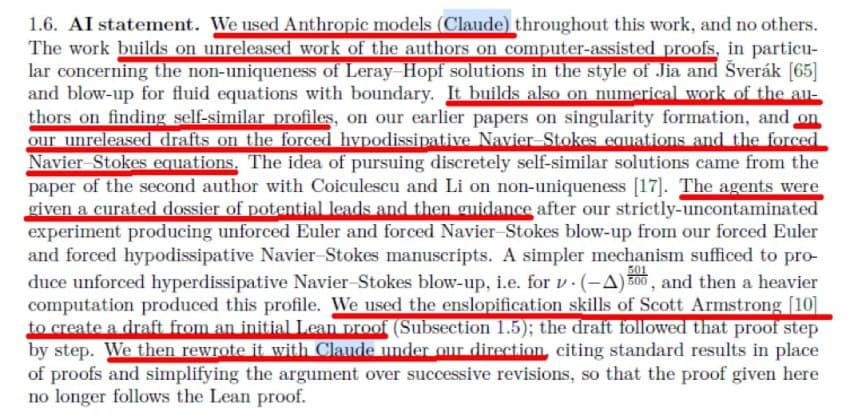 1.6. AI statement. We used Anthropic models (Claude) throughout this work, and no others.
The work builds on unreleased work of the authors on computer-assisted proofs, in particu-
lar concerning the non-uniqueness of Leray–Hopf solutions in the style of Jia and Šverák [65]
and blow-up for fluid equations with boundary. It builds also on numerical work of the au-
thors on finding self-similar profiles, on our earlier papers on singularity formation, and on
our unreleased drafts on the forced hypodissipative Navier–Stokes equations and the forced
Navier–Stokes equations. The idea of pursuing discretely self-similar solutions came from the
paper of the second author with Coiculescu and Li on non-uniqueness [17]. The agents were
given a curated dossier of potential leads and then guidance after our strictly-uncontaminated
experiment producing unforced Euler and forced Navier–Stokes blow-up from our forced Euler
and forced hypodissipative Navier–Stokes manuscripts. A simpler mechanism sufficed to pro-
duce unforced hyperdissipative Navier–Stokes blow-up, i.e. for ν · (−Δ)^{501/500}, and then a heavier
computation produced this profile. We used the enslopification skills of Scott Armstrong [10]
to create a draft from an initial Lean proof (Subsection 1.5); the draft followed that proof step
by step. We then rewrote it with Claude under our direction, citing standard results in place
of proofs and simplifying the argument over successive revisions, so that the proof given here
no longer follows the Lean proof.